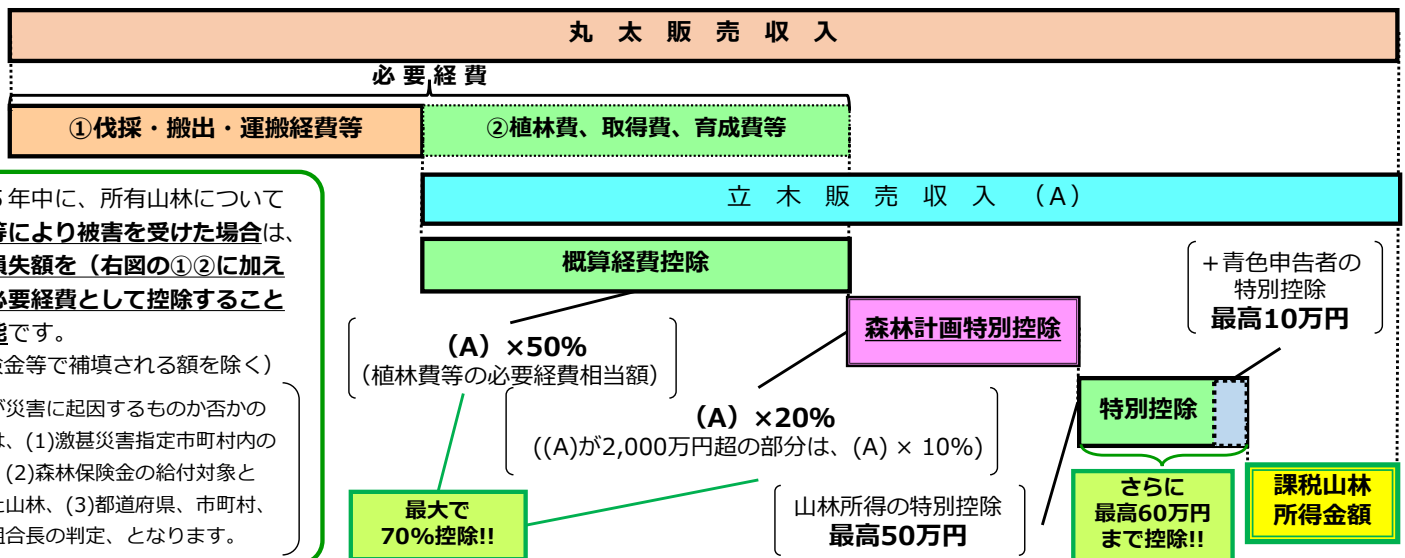 丸 太 販 売 収 入
必 要 経 費
①伐採・搬出・運搬経費等
②植林費、取得費、育成費等
立 木 販 売 収 入 （A）
概算経費控除
（A）×50%
（植林費等の必要経費相当額）
森林計画特別控除
（A）×20%
((A)が2,000万円超の部分は、(A) × 10%)
＋青色申告者の
特別控除
最高10万円
特別控除
山林所得の特別控除
最高50万円
最大で
70%控除!!
さらに
最高60万円
まで控除!!
課税山林
所得金額
年中に、所有山林について
等により被害を受けた場合は、
損失額を（右図の①②に加え
必要経費として控除すること
能です。
険金等で補填される額を除く）
が災害に起因するものか否かの
は、(1)激甚災害指定市町村内の
(2)森林保険金の給付対象と
た山林、(3)都道府県、市町村、
組合長の判定、となります。